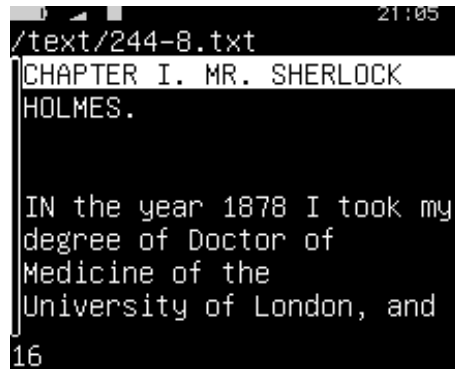 21:05
/text/244-8.txt
CHAPTER I. MR. SHERLOCK
HOLMES.
IN the year 1878 I took my
degree of Doctor of
Medicine of the
University of London, and
16